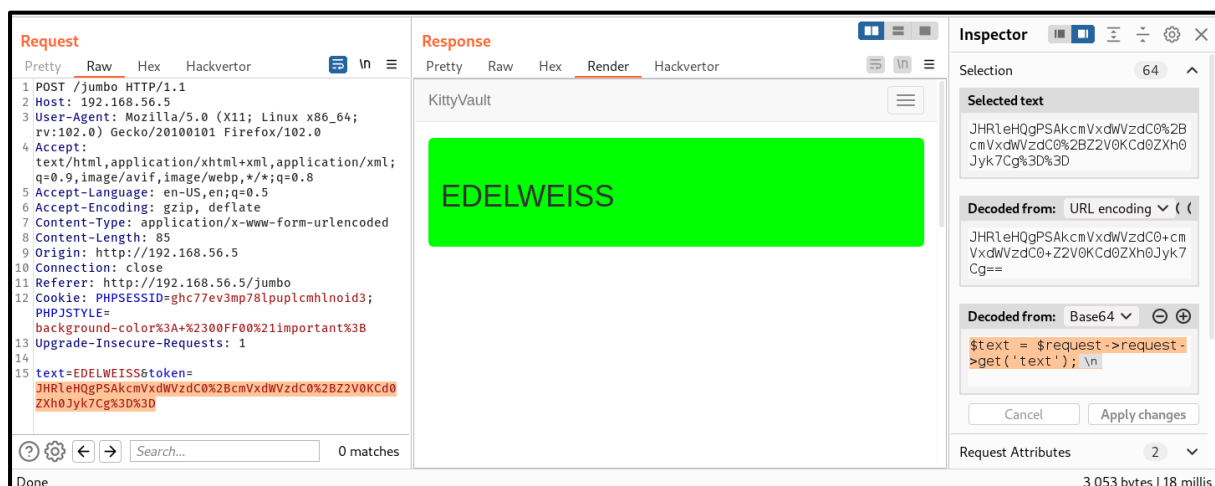 Request
Pretty Raw Hex Hackvertor \n
1 POST /jumbo HTTP/1.1
2 Host: 192.168.56.5
3 User-Agent: Mozilla/5.0 (X11; Linux x86_64;
rv:102.0) Gecko/20100101 Firefox/102.0
4 Accept:
text/html,application/xhtml+xml,application/xml;
q=0.9,image/avif,image/webp,*/*;q=0.8
5 Accept-Language: en-US,en;q=0.5
6 Accept-Encoding: gzip, deflate
7 Content-Type: application/x-www-form-urlencoded
8 Content-Length: 85
9 Origin: http://192.168.56.5
10 Connection: close
11 Referer: http://192.168.56.5/jumbo
12 Cookie: PHPSESSID=ghc77ev3mp78lpuplcmhlnoid3;
PHPJSTYLE=
background-color%3A+%2300FF00%21important%3B
13 Upgrade-Insecure-Requests: 1
14
15 text=EDELWEISS&token=
JHRleHQgPSAkcmVxdWVzdC0%2BcmVxdWVzdC0%2BZ2V0KCd0
ZXh0Jyk7Cg%3D%3D
Search... 0 matches
Done
Response
Pretty Raw Hex Render Hackvertor \n
KittyVault
EDELWEISS
Inspector
Selection 64
Selected text
JHRleHQgPSAkcmVxdWVzdC0%2B
cmVxdWVzdC0%2BZ2V0KCd0ZXh0
Jyk7Cg%3D%3D
Decoded from: URL encoding
JHRleHQgPSAkcmVxdWVzdC0+cm
VxdWVzdC0+Z2V0KCd0ZXh0Jyk7
Cg==
Decoded from: Base64
$text = $request->request-
>get('text'); \n
Cancel Apply changes
Request Attributes 2
3,053 bytes | 18 millis